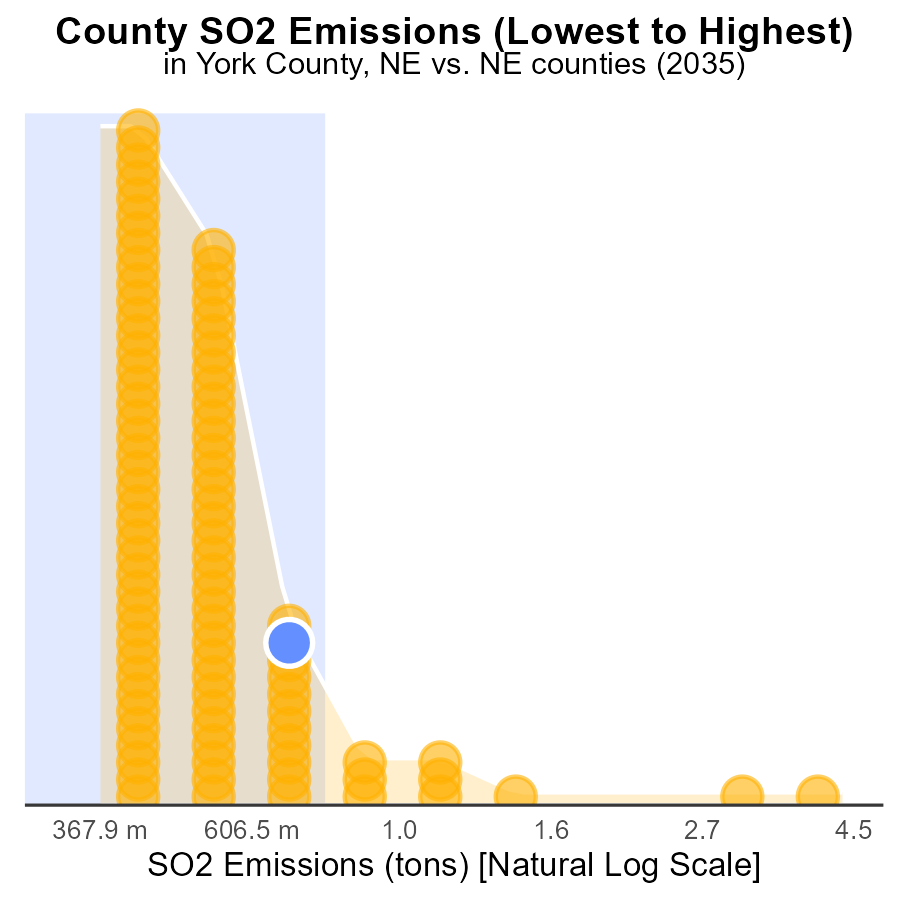 County SO2 Emissions (Lowest to Highest)
in York County, NE vs. NE counties (2035)
367.9 m 606.5 m 1.0 1.6 2.7 4.5
SO2 Emissions (tons) [Natural Log Scale]